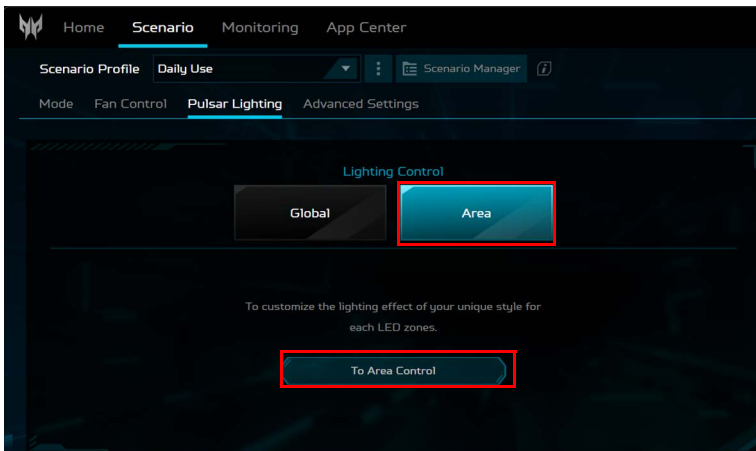 Home Scenario Monitoring App Center
Scenario Profile Daily Use Scenario Manager
Mode Fan Control Pulsar Lighting Advanced Settings
Lighting Control
Global Area
To customize the lighting effect of your unique style for
each LED zones.
To Area Control